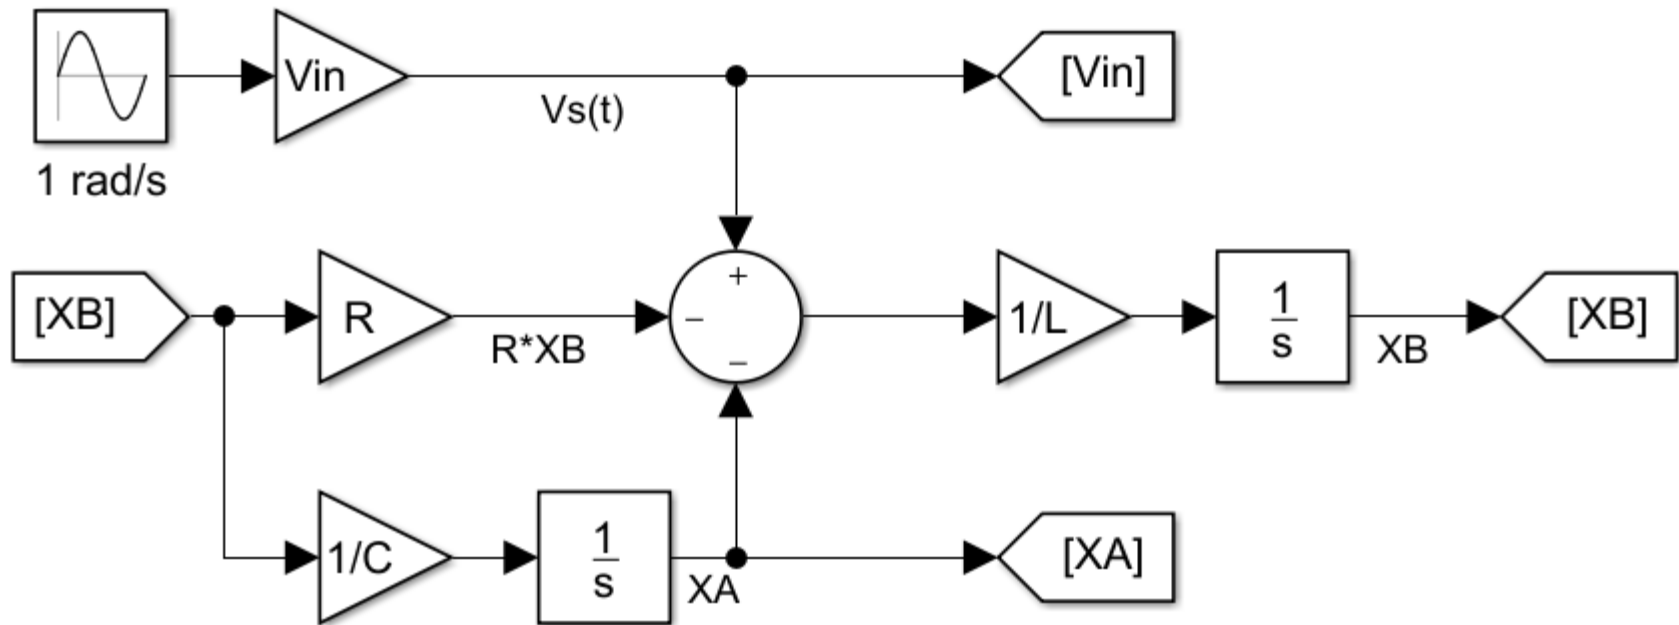 Vin
Vs(t)
[Vin]
1 rad/s
[XB]
R
R*XB
+
−
−
1/L
1
s
XB
[XB]
1/C
1
s
XA
[XA]